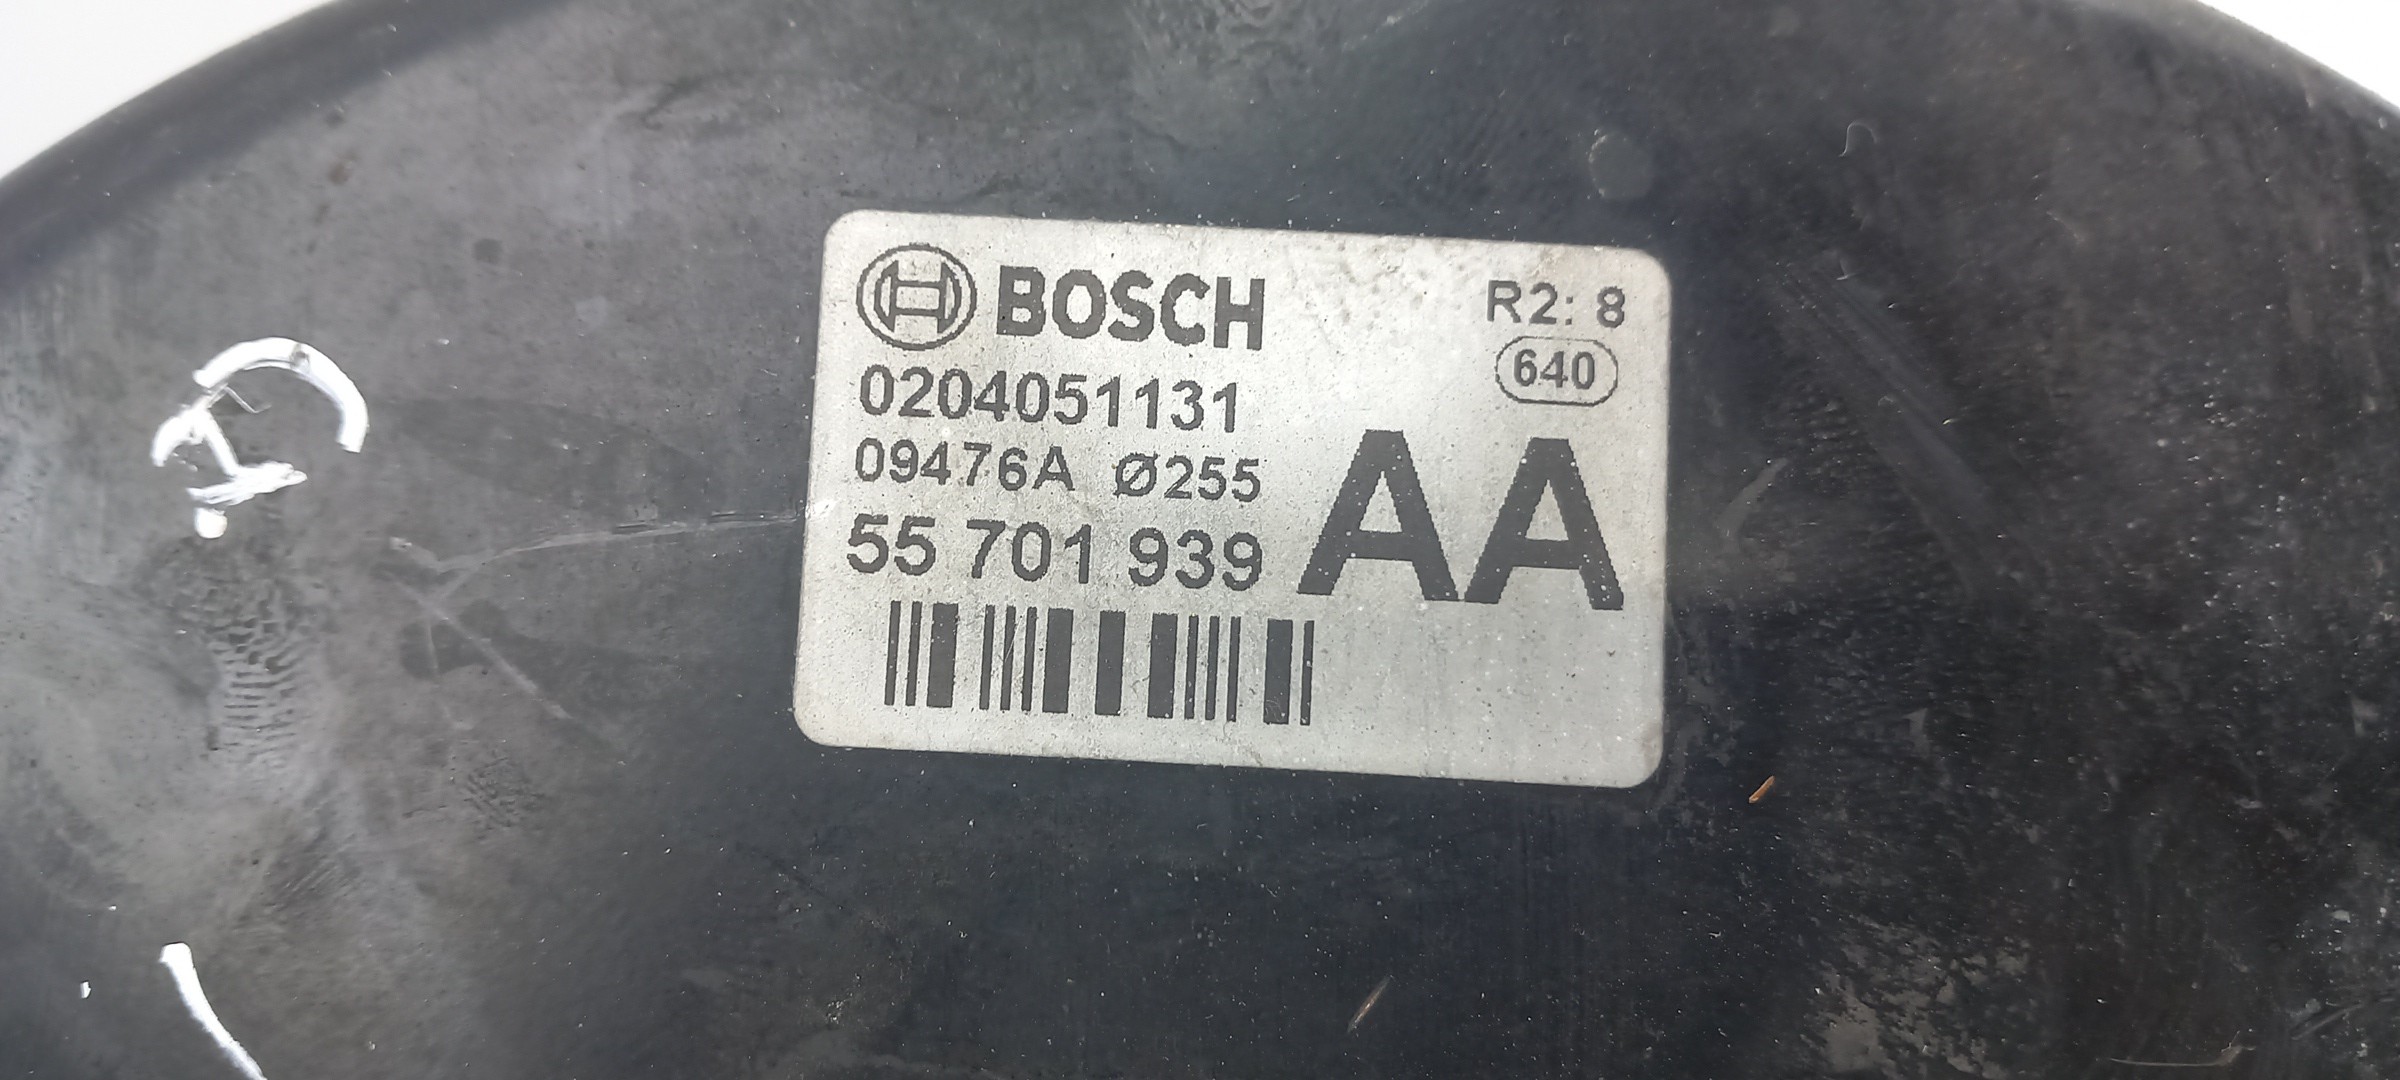 BOSCH R2: 8
0204051131 640
09476A Ø255
55 701 939 AA